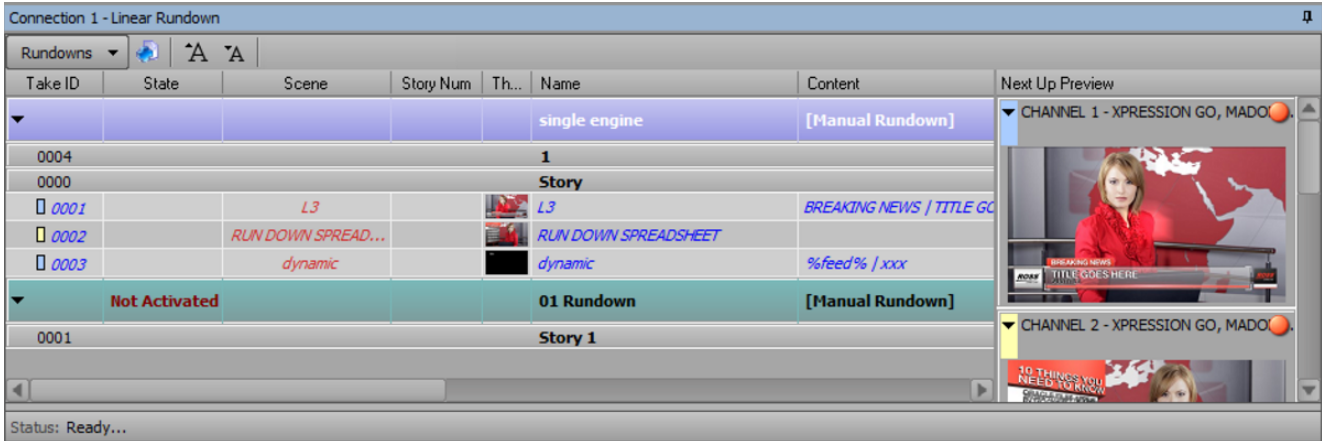 Connection 1 - Linear Rundown
Rundowns A A
Take ID State Scene Story Num Th... Name Content Next Up Preview
single engine [Manual Rundown]
0004 1
0000 Story
0001 L3 L3 BREAKING NEWS | TITLE GO
0002 RUN DOWN SPREAD... RUN DOWN SPREADSHEET
0003 dynamic dynamic %feed% | xxx
Not Activated 01 Rundown [Manual Rundown]
0001 Story 1
CHANNEL 1 - XPRESSION GO, MADO...
BREAKING NEWS
ROSS TITLE GOES HERE ROSS
CHANNEL 2 - XPRESSION GO, MADO...
10 THINGS YOU
NEED TO KNOW
Status: Ready...